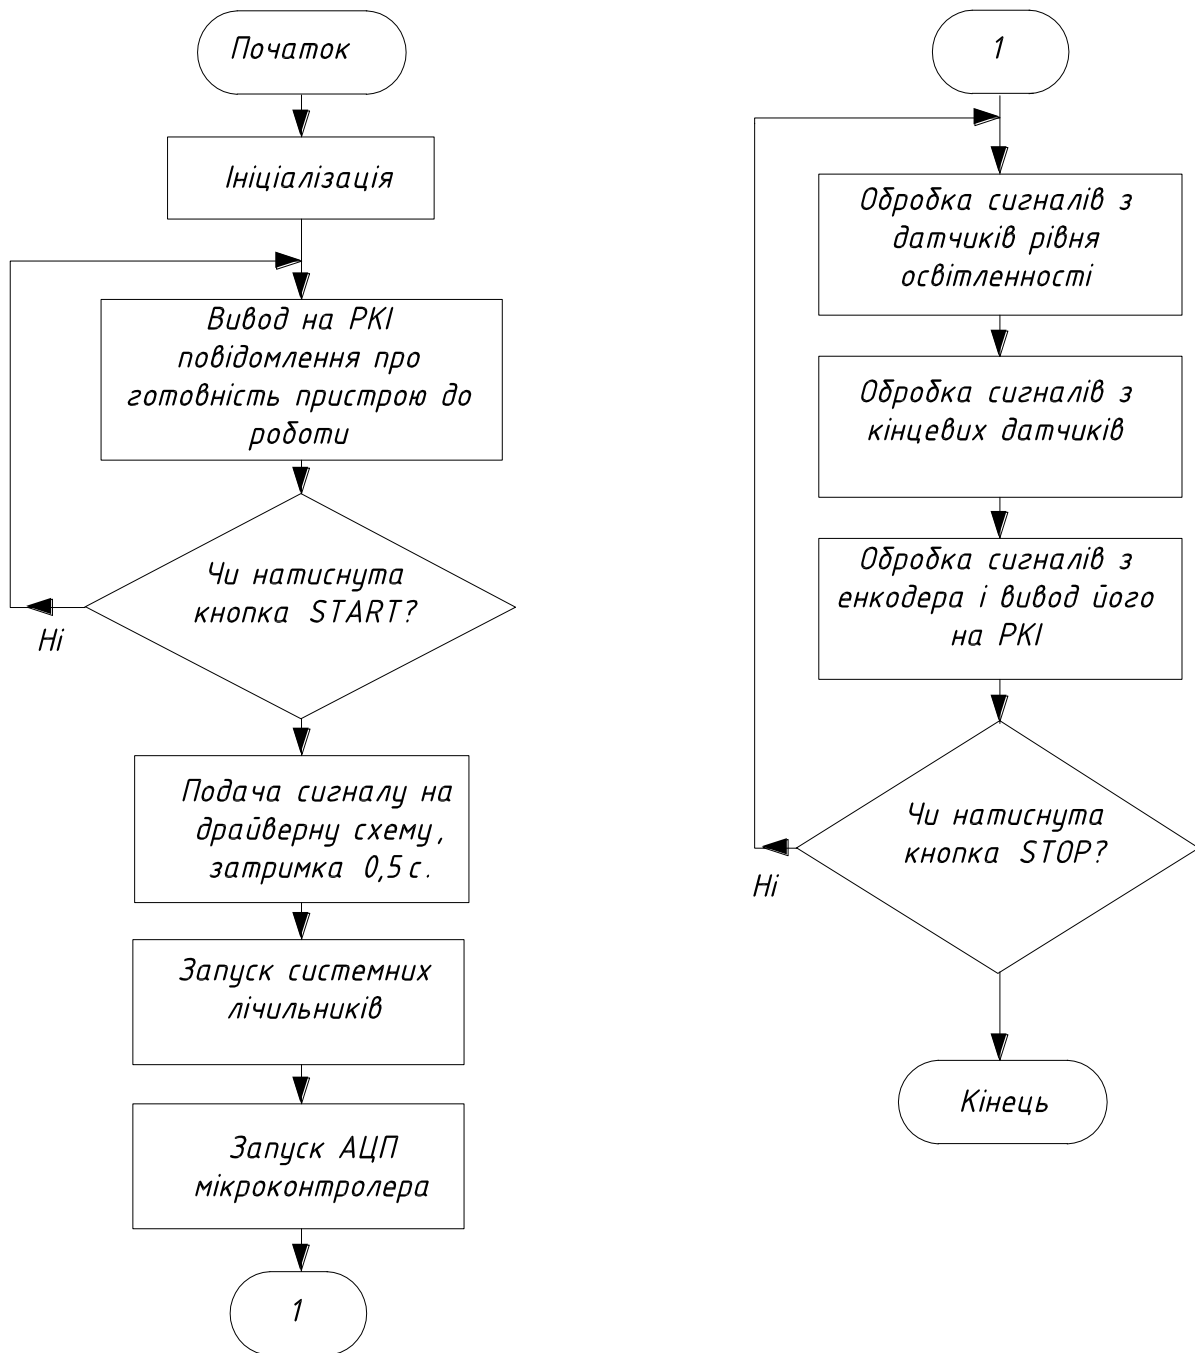 Початок
Ініціалізація
Вивод на РКІ
повідомлення про
готовність пристрою до
роботи
Чи натиснута
кнопка START?
Ні
Подача сигналу на
драйверну схему,
затримка 0,5 с.
Запуск системних
лічильників
Запуск АЦП
мікроконтролера
1
1
Обробка сигналів з
датчиків рівня
освітленності
Обробка сигналів з
кінцевих датчиків
Обробка сигналів з
енкодера і вивод його
на РКІ
Чи натиснута
кнопка STOP?
Ні
Кінець